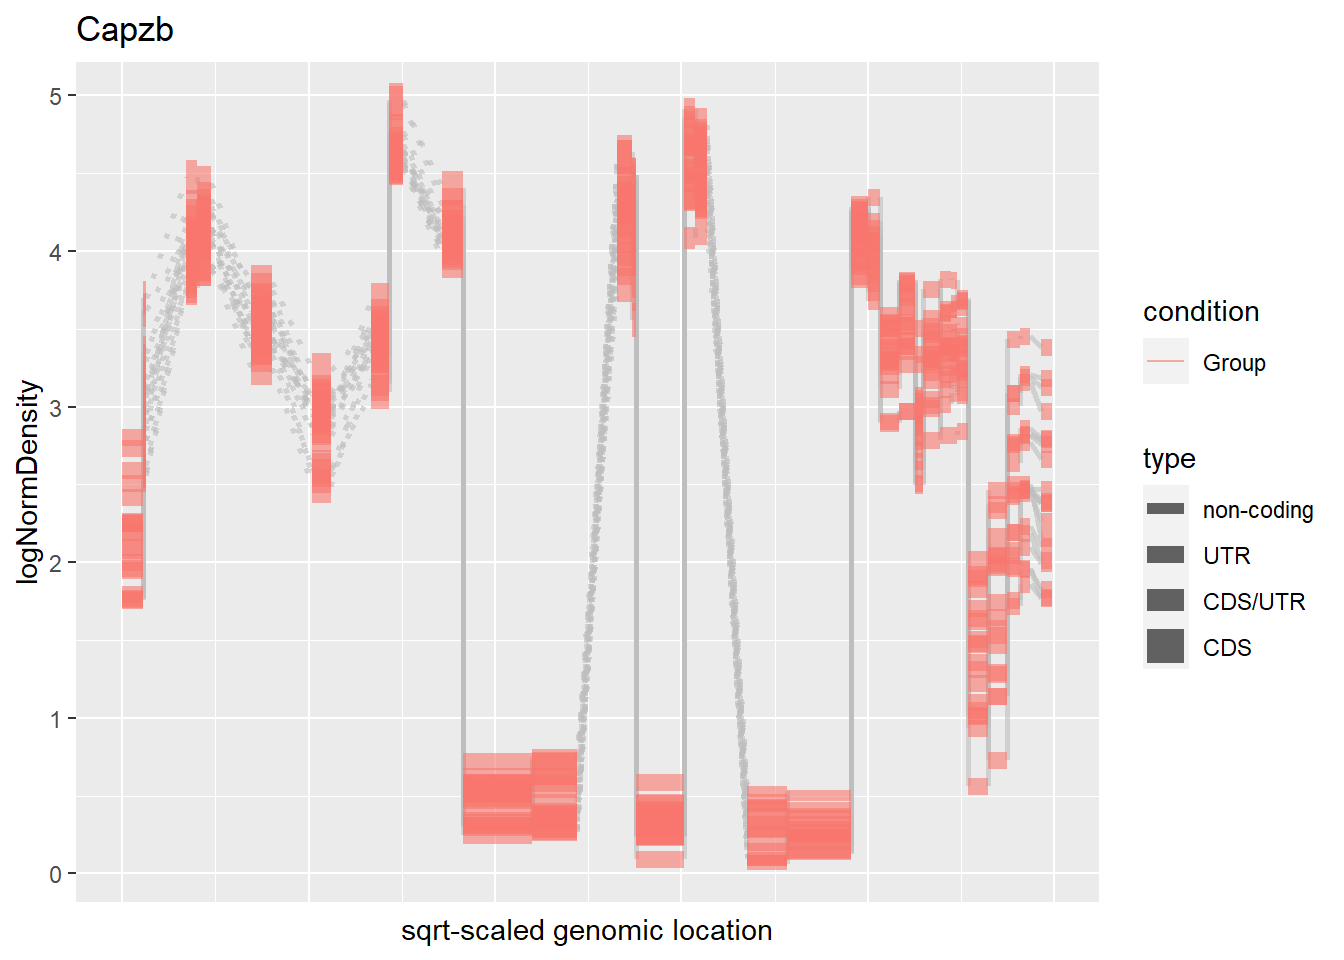 Capzb
logNormDensity
5
4
3
2
1
0
sqrt-scaled genomic location
condition
Group
type
non-coding
UTR
CDS/UTR
CDS